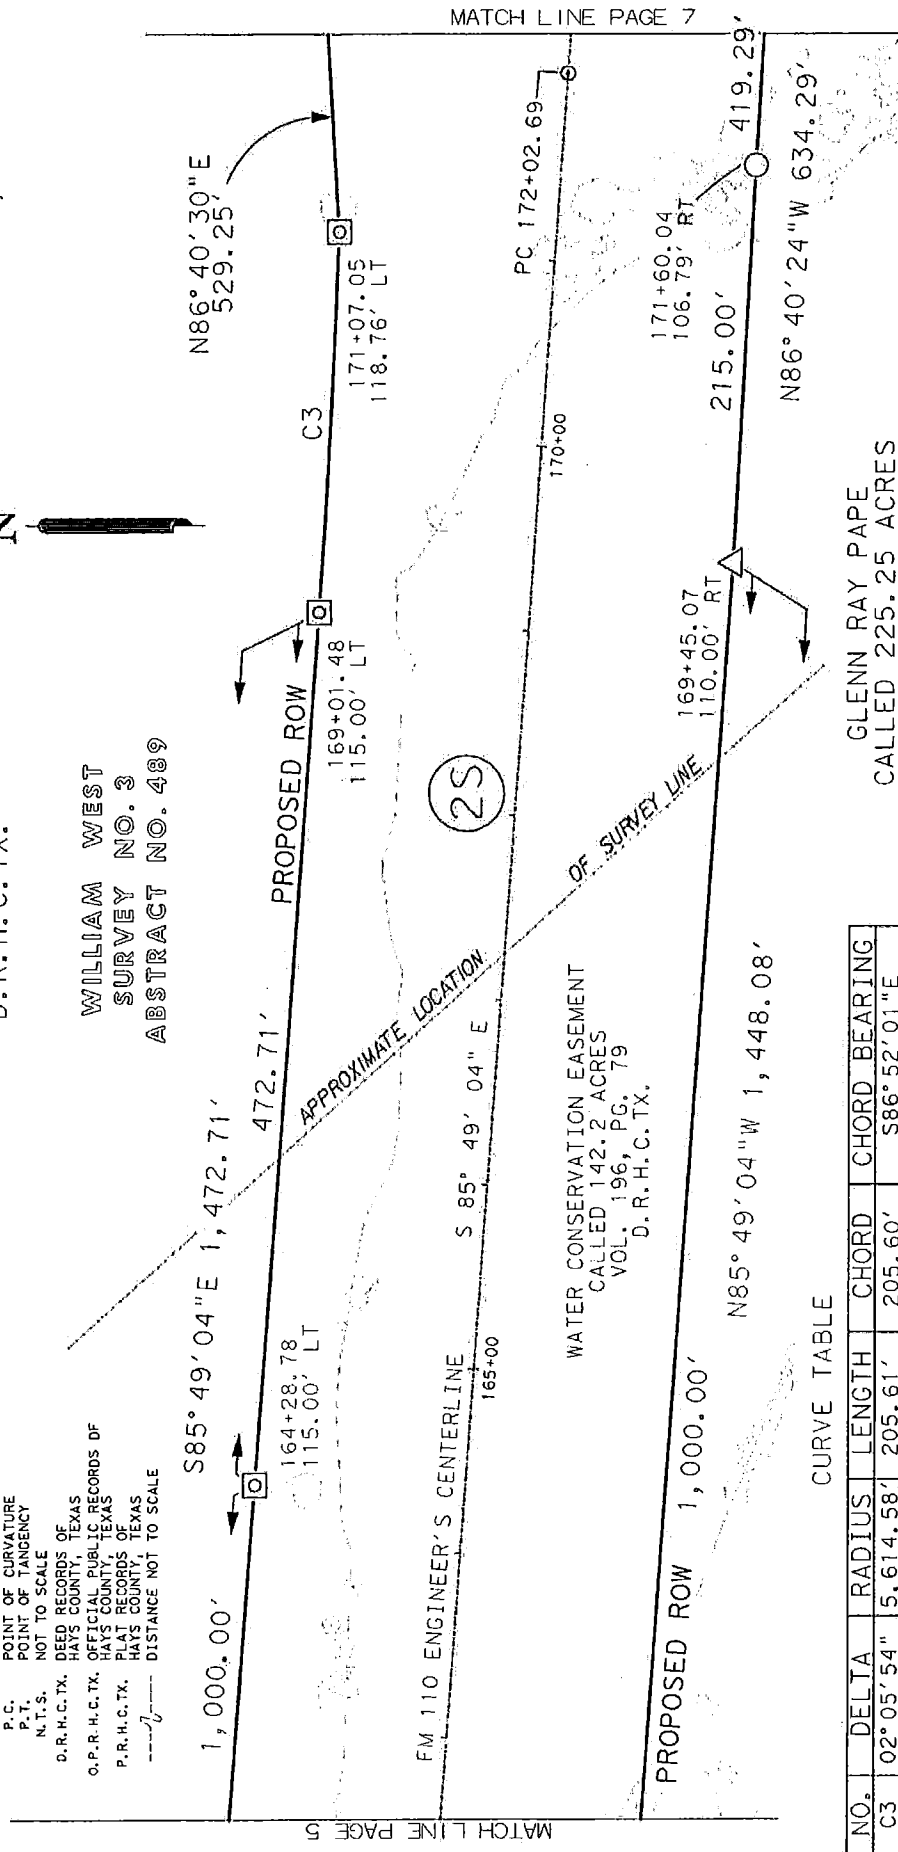 MATCH LINE PAGE 7
P.C. POINT OF CURVATURE
P.T. POINT OF TANGENCY
N.T.S. NOT TO SCALE
D.R.H.C.TX. DEED RECORDS OF
HAYS COUNTY, TEXAS
O.P.R.H.C.TX. OFFICIAL PUBLIC RECORDS OF
HAYS COUNTY, TEXAS
P.R.H.C.TX. PLAT RECORDS OF
HAYS COUNTY, TEXAS
DISTANCE NOT TO SCALE
D.R.H.C.TX.
N
WILLIAM WEST
SURVEY NO. 3
ABSTRACT NO. 489
N86°40'30"E
529.25'
S85°49'04"E 1,472.71'
1,000.00'
472.71'
PROPOSED ROW
C3
164+28.78
115.00' LT
169+01.48
115.00' LT
171+07.05
118.76' LT
APPROXIMATE LOCATION OF SURVEY LINE
2S
FM 110 ENGINEER'S CENTERLINE
S 85° 49' 04" E
165+00
170+00
PC 172+02.69
WATER CONSERVATION EASEMENT
CALLED 142.2 ACRES
VOL. 196, PG. 79
D.R.H.C.TX.
169+45.07
110.00' RT
171+60.04
106.79' RT
PROPOSED ROW
1,000.00'
215.00'
419.29'
N85°49'04"W 1,448.08'
N86°40'24"W 634.29'
GLENN RAY PAPE
CALLED 225.25 ACRES
MATCH LINE PAGE 5
CURVE TABLE
NO. DELTA RADIUS LENGTH CHORD CHORD BEARING
C3 02°05'54" 5,614.58' 205.61' 205.60' S86°52'01"E